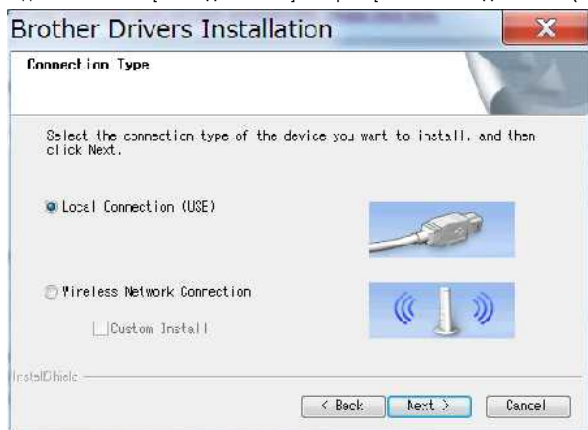 Brother Drivers Installation
Connection Type
Select the connection type of the device you want to install, and then
click Next.
Local Connection (USB)
Wireless Network Connection
Custom Install
InstallShield
< Back
Next >
Cancel